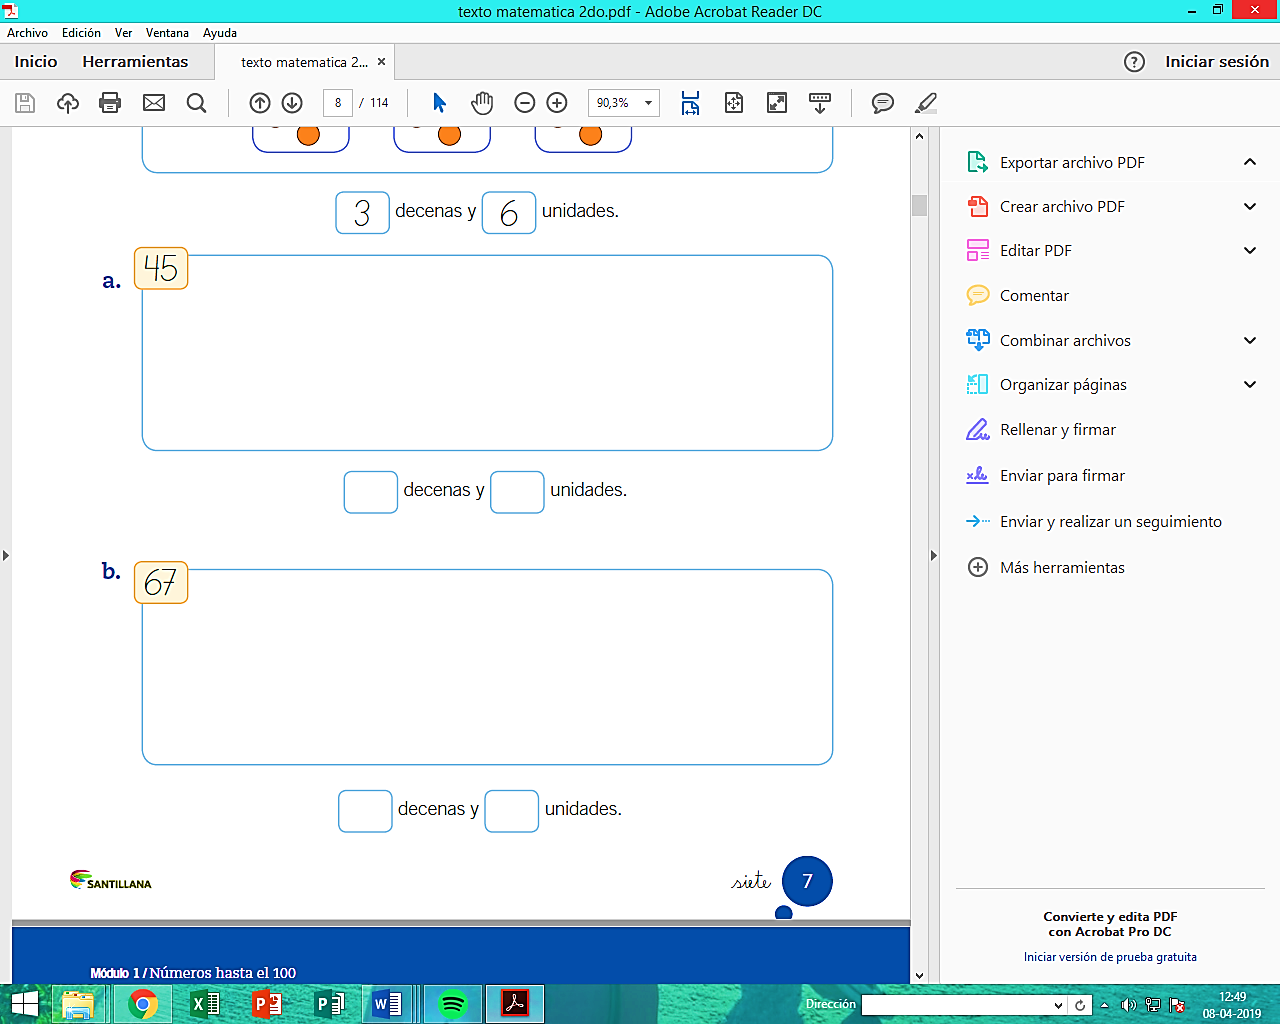 texto matematica 2do.pdf - Adobe Acrobat Reader DC
Archivo Edición Ver Ventana Ayuda
Inicio Herramientas texto matematica 2... × ? Iniciar sesión
8 / 114 90,3%
3 decenas y 6 unidades.
a. 45
decenas y unidades.
b. 67
decenas y unidades.
SANTILLANA
siete 7
Módulo 1 / Números hasta el 100
Exportar archivo PDF
Crear archivo PDF
Editar PDF
Comentar
Combinar archivos
Organizar páginas
Rellenar y firmar
Enviar para firmar
Enviar y realizar un seguimiento
Más herramientas
Convierte y edita PDF
con Acrobat Pro DC
Iniciar versión de prueba gratuita
Dirección
12:49
08-04-2019